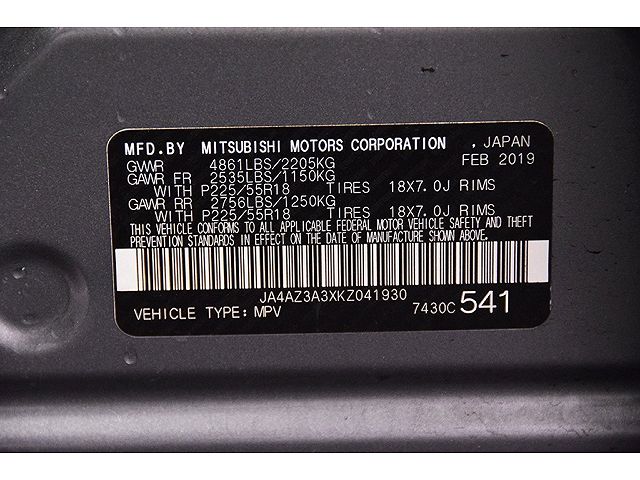 MFD.BY MITSUBISHI MOTORS CORPORATION , JAPAN
GVWR 4861LBS/2205KG FEB 2019
GAWR FR 2535LBS/1150KG
WITH P225/55R18 TIRES 18X7.0J RIMS
GAWR RR 2756LBS/1250KG
WITH P225/55R18 TIRES 18X7.0J RIMS
THIS VEHICLE CONFORMS TO ALL APPLICABLE FEDERAL MOTOR VEHICLE SAFETY AND THEFT
PREVENTION STANDARDS IN EFFECT ON THE DATE OF MANUFACTURE SHOWN ABOVE.
JA4AZ3A3XKZ041930
VEHICLE TYPE: MPV 7430C 541